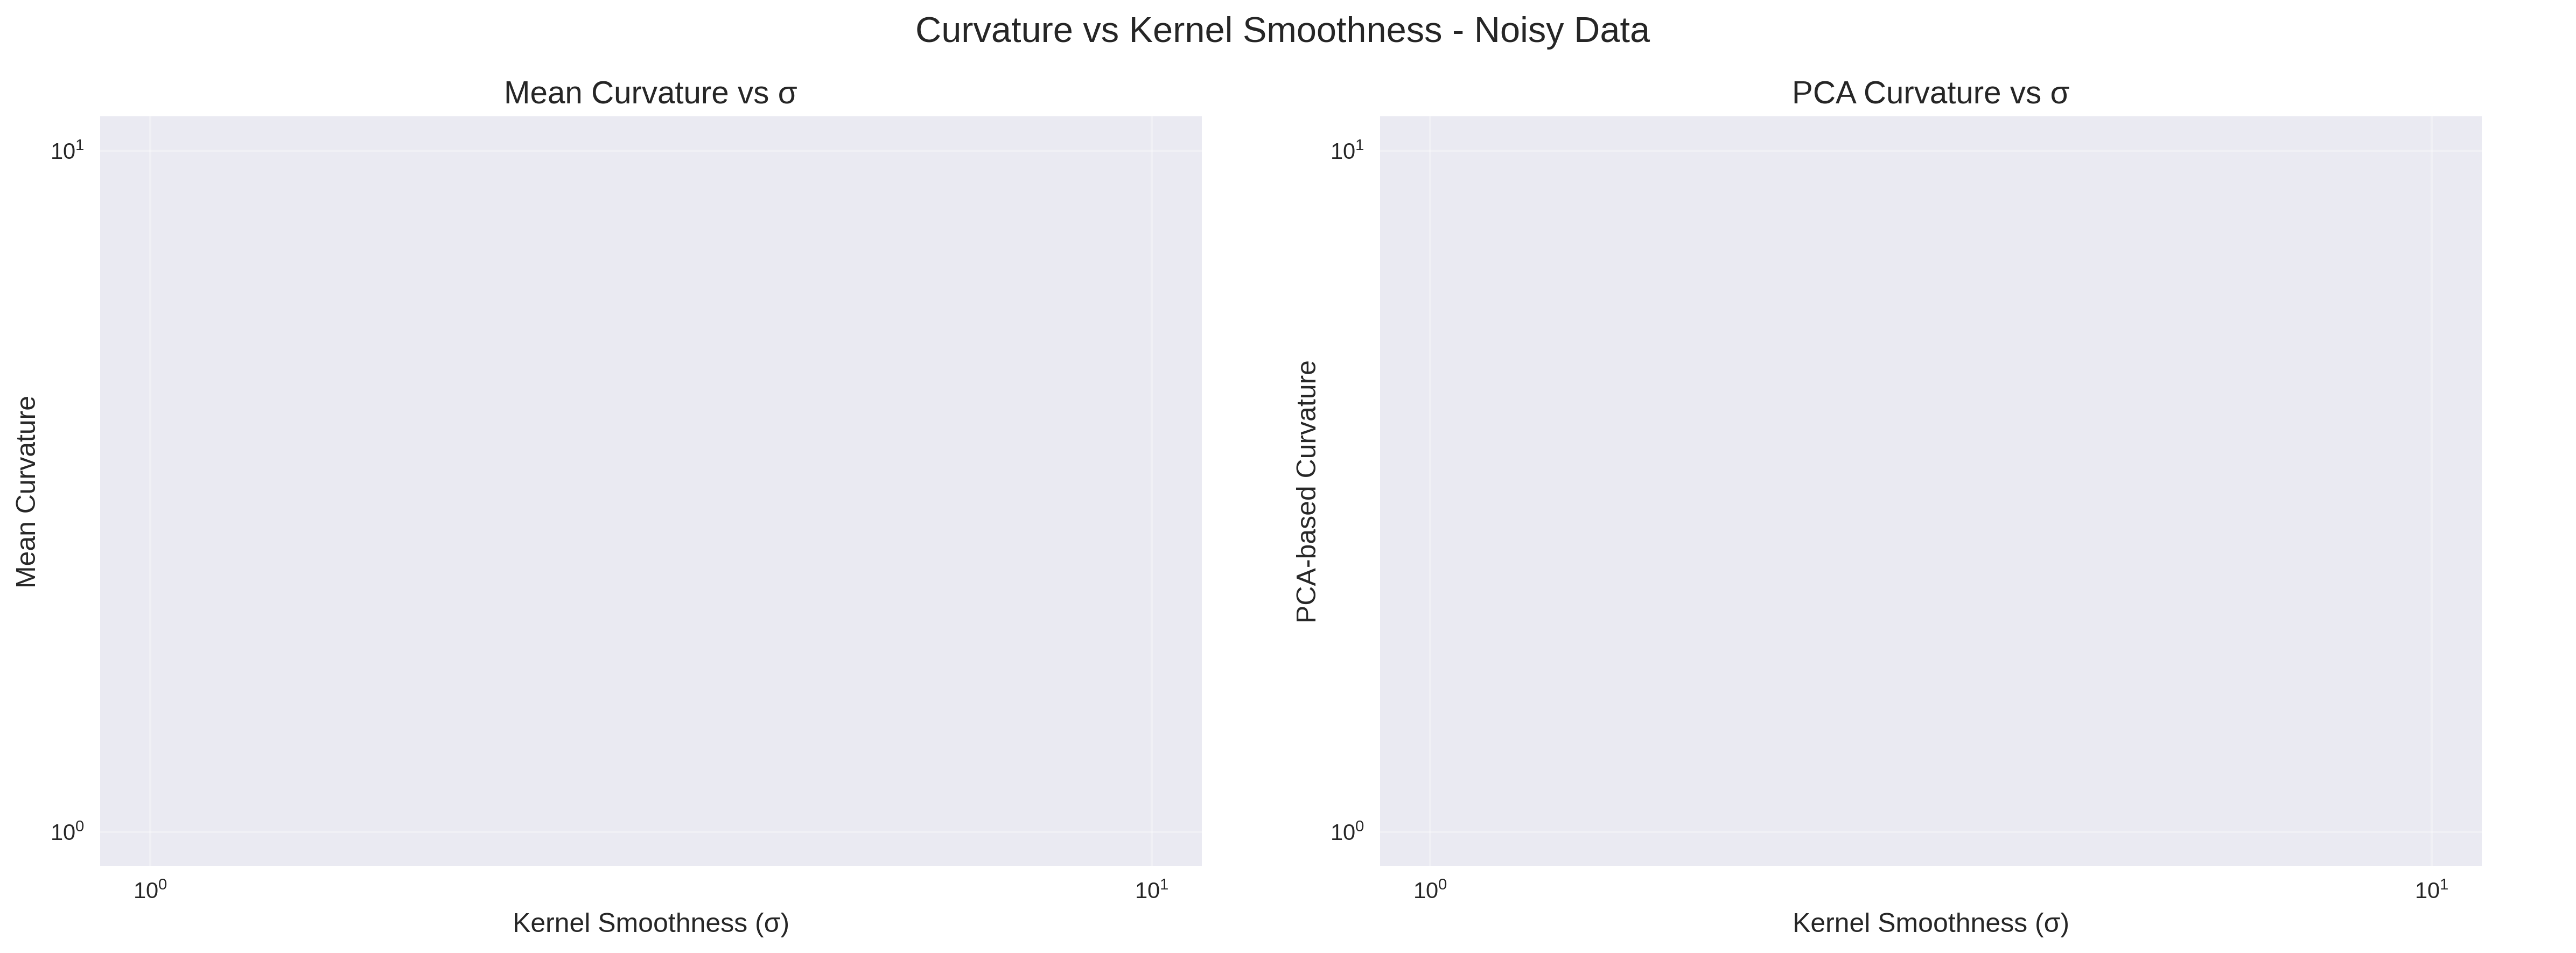 Curvature vs Kernel Smoothness - Noisy Data
Mean Curvature vs σ
Mean Curvature
10¹
10⁰
10⁰
10¹
Kernel Smoothness (σ)
PCA Curvature vs σ
PCA-based Curvature
10¹
10⁰
10⁰
10¹
Kernel Smoothness (σ)